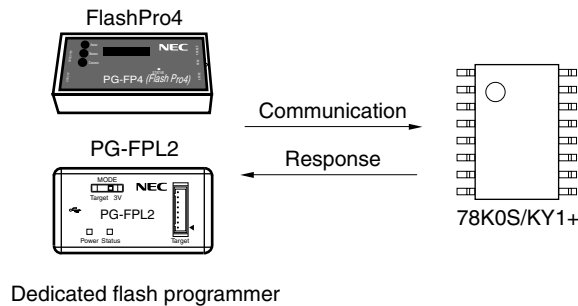 FlashPro4
NEC
PG-FP4 (Flash Pro4)
Communication
Response
PG-FPL2
MODE
NEC
Target 3V
PG-FPL2
Power Status
Target
78K0S/KY1+
Dedicated flash programmer